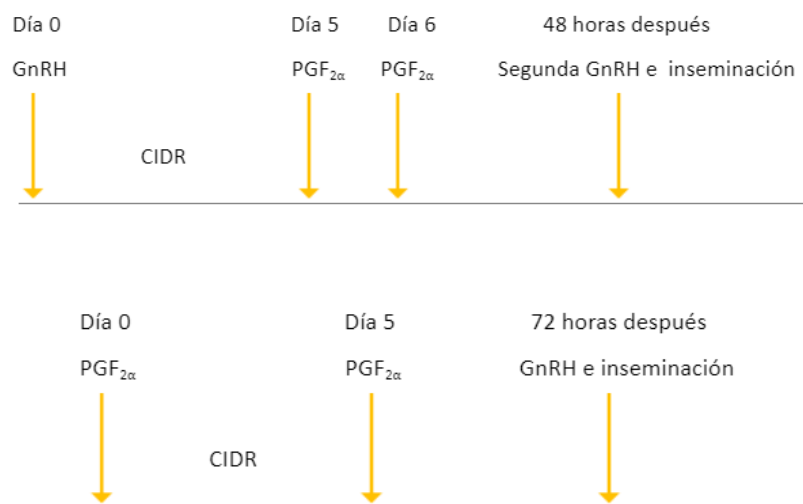 Día 0 Día 5 Día 6 48 horas después
GnRH PGF2α PGF2α Segunda GnRH e inseminación
CIDR
Día 0 Día 5 72 horas después
PGF2α PGF2α GnRH e inseminación
CIDR